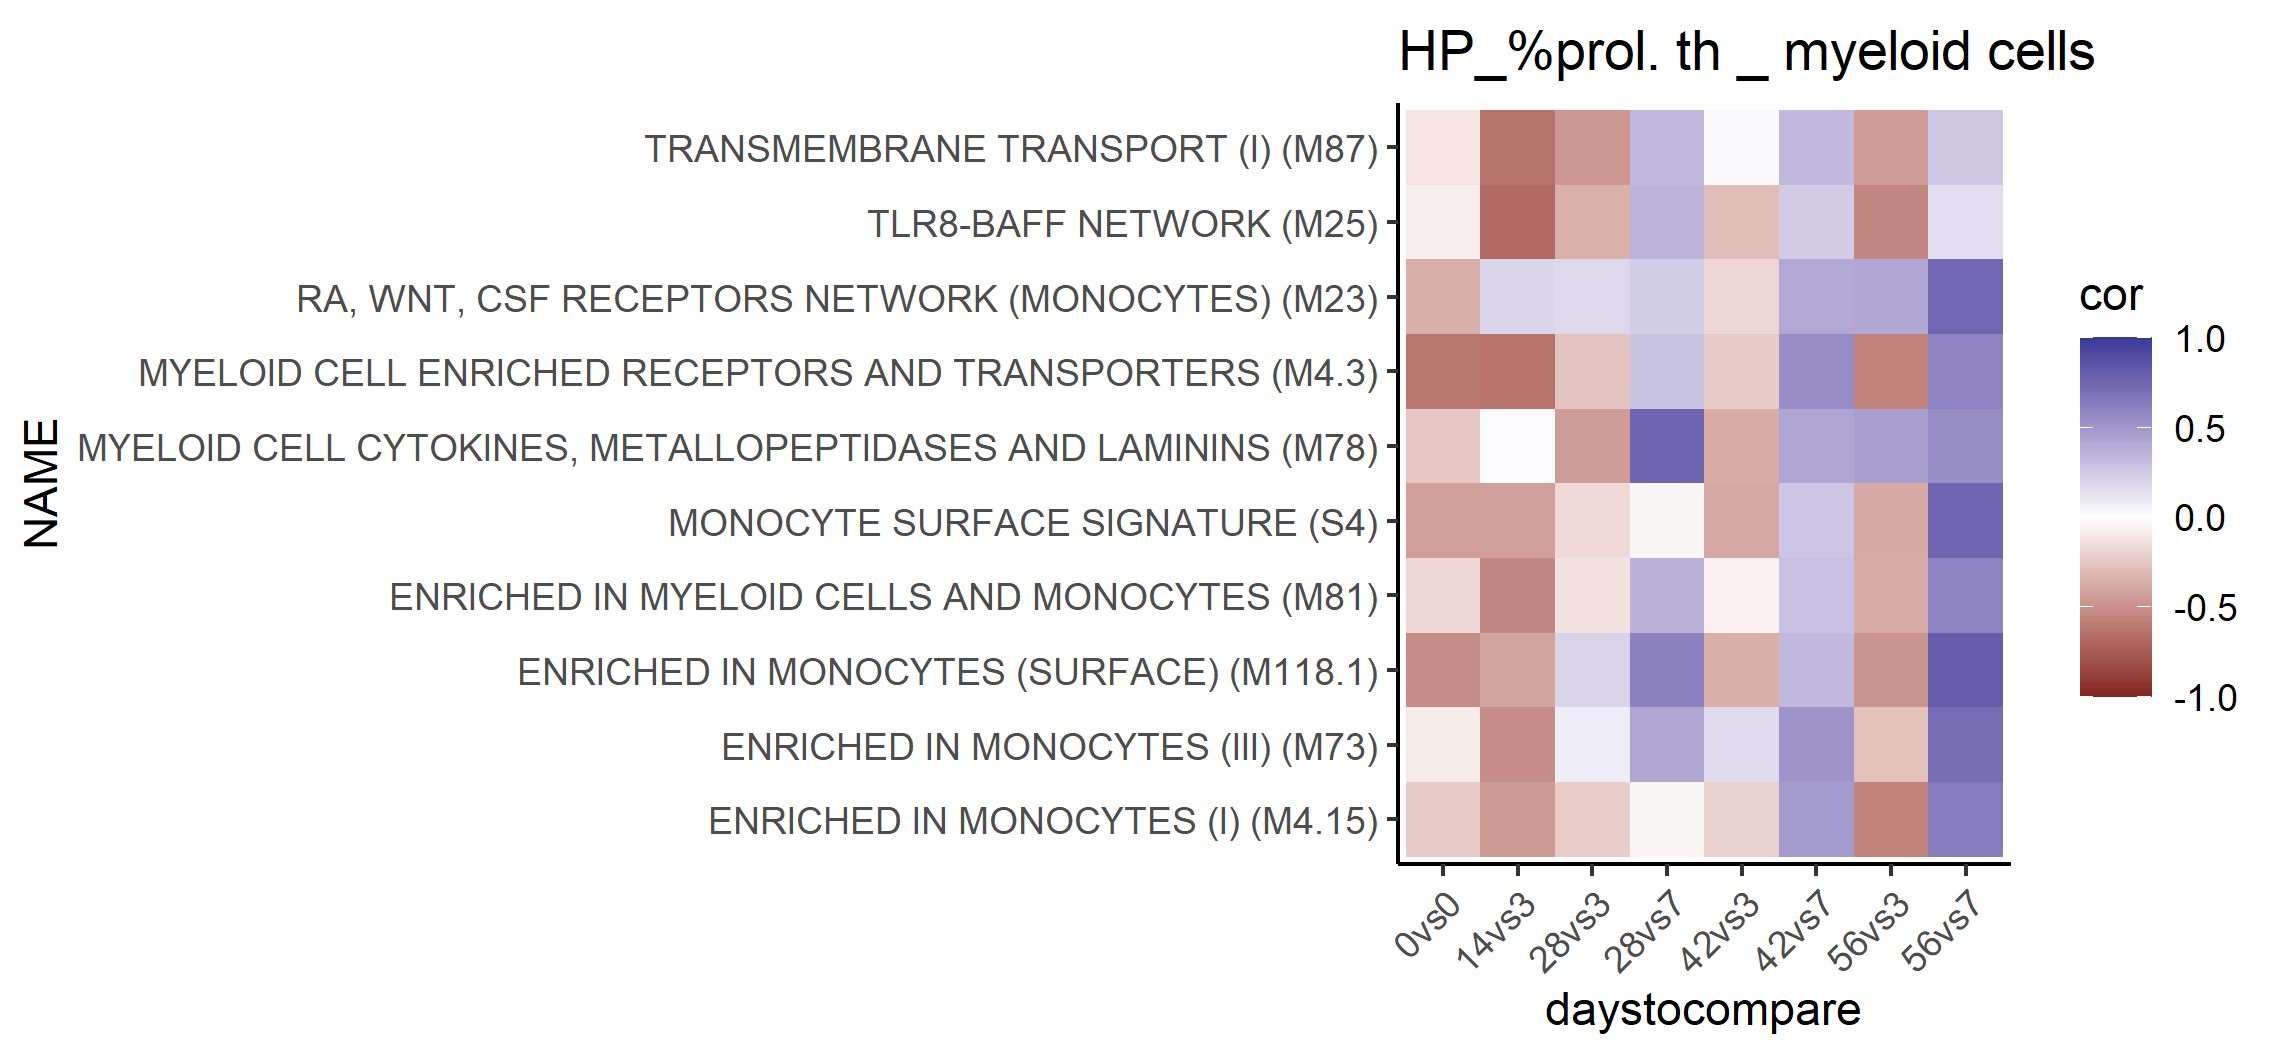 HP_%prol. th _ myeloid cells
NAME
TRANSMEMBRANE TRANSPORT (I) (M87)
TLR8-BAFF NETWORK (M25)
RA, WNT, CSF RECEPTORS NETWORK (MONOCYTES) (M23)
MYELOID CELL ENRICHED RECEPTORS AND TRANSPORTERS (M4.3)
MYELOID CELL CYTOKINES, METALLOPEPTIDASES AND LAMININS (M78)
MONOCYTE SURFACE SIGNATURE (S4)
ENRICHED IN MYELOID CELLS AND MONOCYTES (M81)
ENRICHED IN MONOCYTES (SURFACE) (M118.1)
ENRICHED IN MONOCYTES (III) (M73)
ENRICHED IN MONOCYTES (I) (M4.15)
0vs0
14vs3
28vs3
28vs7
42vs3
42vs7
56vs3
56vs7
daystocompare
cor
1.0
0.5
0.0
-0.5
-1.0